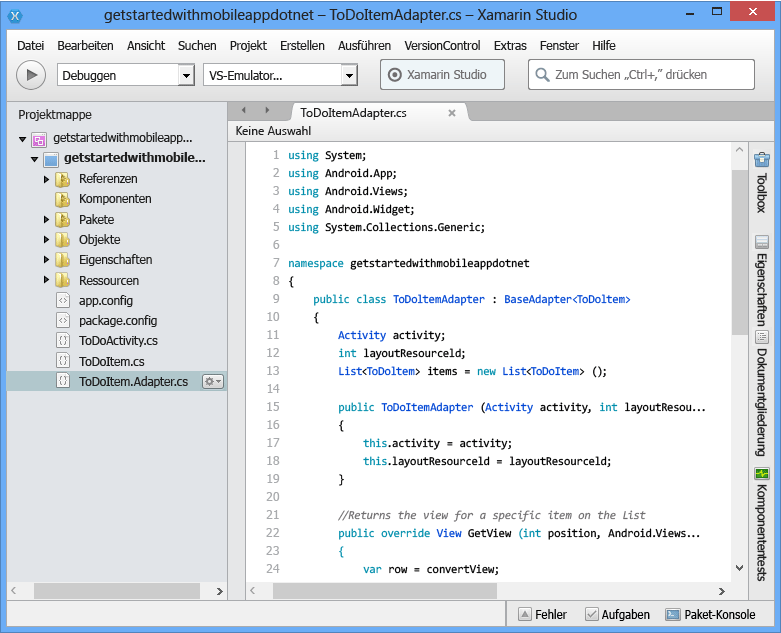 getstartedwithmobileappdotnet – ToDoItemAdapter.cs – Xamarin Studio
Datei Bearbeiten Ansicht Suchen Projekt Erstellen Ausführen VersionControl Extras Fenster Hilfe
Debuggen VS-Emulator... Xamarin Studio Zum Suchen „Ctrl+,” drücken
Projektmappe
getstartedwithmobileapp...
getstartedwithmobile...
Referenzen
Komponenten
Pakete
Objekte
Eigenschaften
Ressourcen
app.config
package.config
ToDoActivity.cs
ToDoItem.cs
ToDoItem.Adapter.cs
ToDoItemAdapter.cs
Keine Auswahl
1 using System;
2 using Android.App;
3 using Android.Views;
4 using Android.Widget;
5 using System.Collections.Generic;
6
7 namespace getstartedwithmobileappdotnet
8 {
9 public class ToDoItemAdapter : BaseAdapter<ToDoItem>
10 {
11 Activity activity;
12 int layoutResourceId;
13 List<ToDoItem> items = new List<ToDoItem> ();
14
15 public ToDoItemAdapter (Activity activity, int layoutResou...
16 {
17 this.activity = activity;
18 this.layoutResourceId = layoutResourceId;
19 }
20
21 //Returns the view for a specific item on the List
22 public override View GetView (int position, Android.Views...
23 {
24 var row = convertView;
Toolbox
Eigenschaften
Dokumentgliederung
Komponententests
Fehler Aufgaben Paket-Konsole